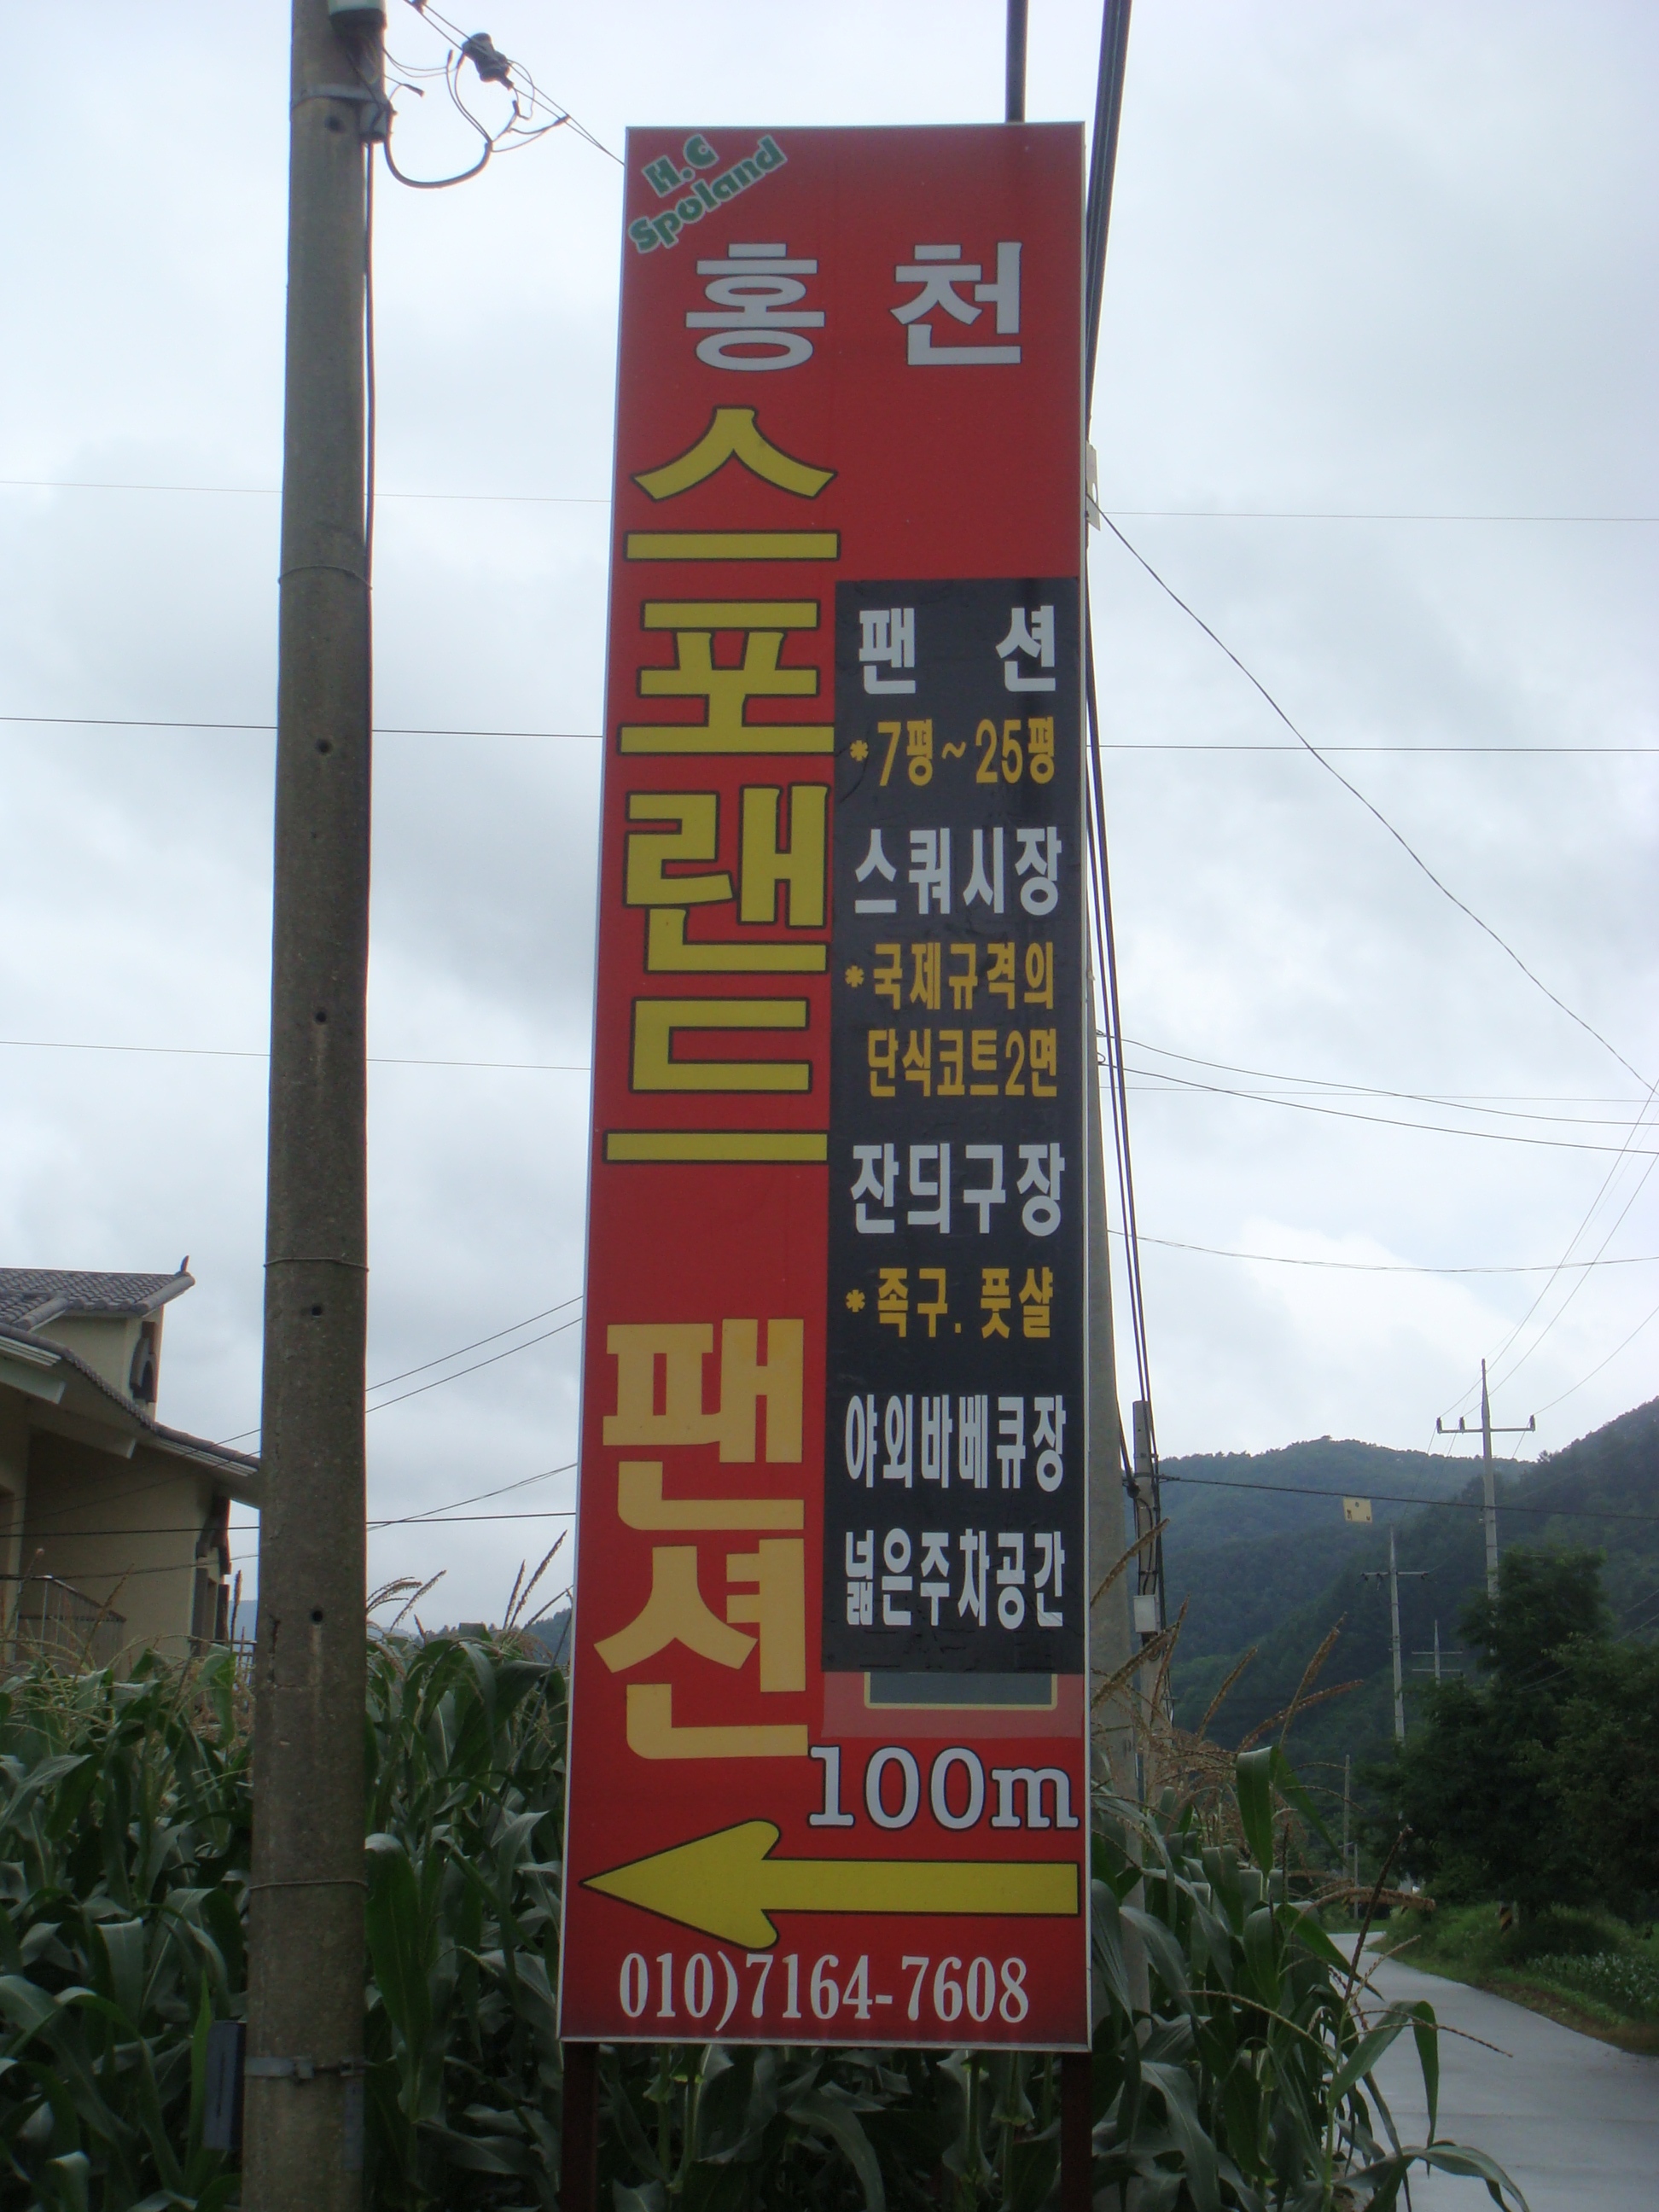 H.C
Spoland
홍 천
스포랜드 팬션
팬 션
*7평~25평
스쿼시장
*국제규격의
단식코트2면
잔듸구장
*족구. 풋샬
야외바베큐장
넓은주차공간
100m
010)7164-7608